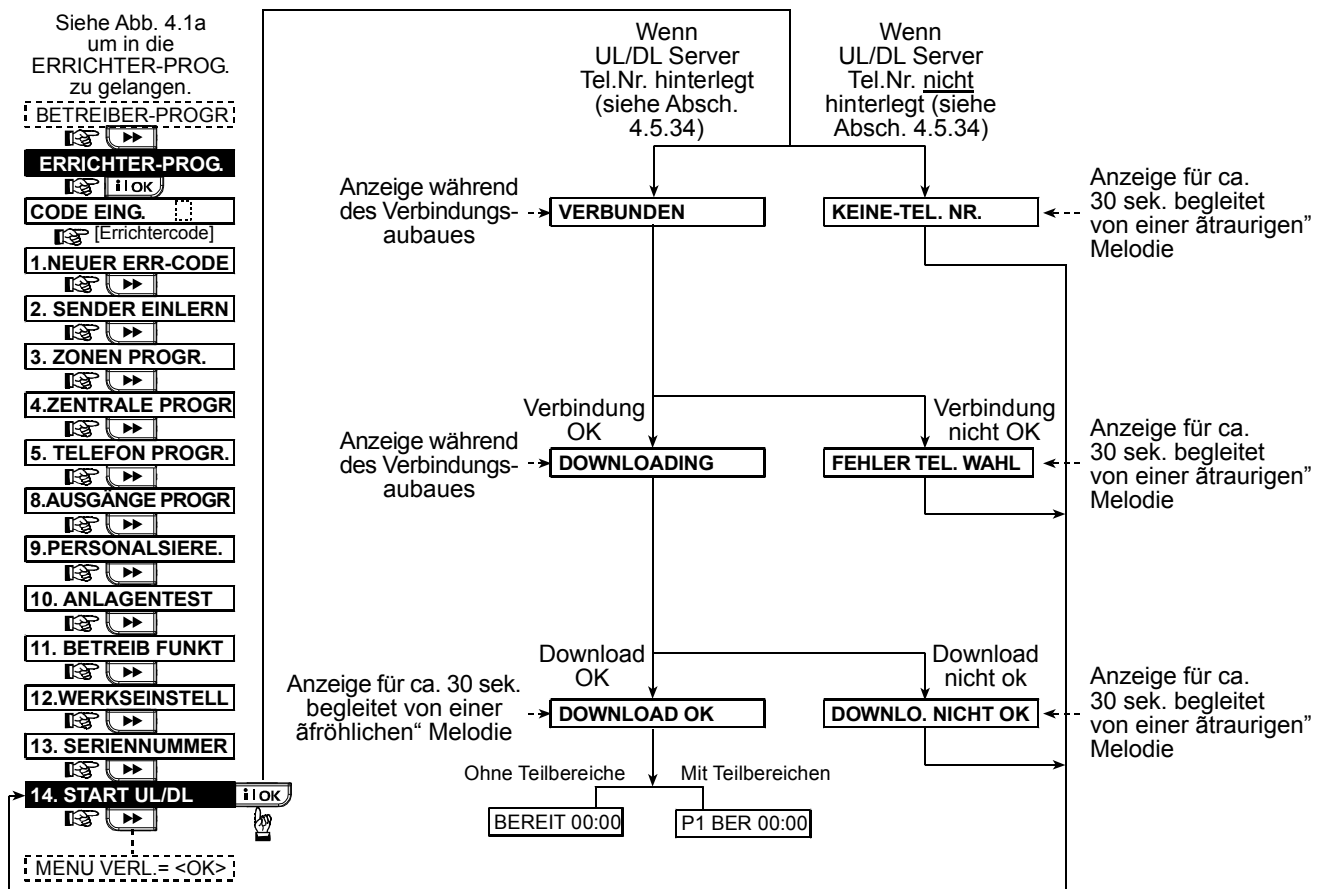 Siehe Abb. 4.1a
um in die
ERRICHTER-PROG.
zu gelangen.
BETREIBER-PROGR
ERRICHTER-PROG.
i I OK
CODE EING.
[Errichtercode]
1.NEUER ERR-CODE
2. SENDER EINLERN
3. ZONEN PROGR.
4.ZENTRALE PROGR
5. TELEFON PROGR.
8.AUSGÄNGE PROGR
9.PERSONALSIERE.
10. ANLAGENTEST
11. BETREIB FUNKT
12.WERKSEINSTELL
13. SERIENNUMMER
14. START UL/DL
i I OK
MENU VERL.= <OK>
Wenn
UL/DL Server
Tel.Nr. hinterlegt
(siehe Absch.
4.5.34)
Wenn
UL/DL Server
Tel.Nr. nicht
hinterlegt (siehe
Absch. 4.5.34)
Anzeige während
des Verbindungs-
aubaues
VERBUNDEN
KEINE-TEL. NR.
Anzeige für ca.
30 sek. begleitet
von einer ãtraurigen”
Melodie
Verbindung
OK
Verbindung
nicht OK
Anzeige während
des Verbindungs-
aubaues
DOWNLOADING
FEHLER TEL. WAHL
Anzeige für ca.
30 sek. begleitet
von einer ãtraurigen”
Melodie
Download
OK
Download
nicht ok
Anzeige für ca. 30 sek.
begleitet von einer
ãfröhlichen“ Melodie
DOWNLOAD OK
DOWNLO. NICHT OK
Anzeige für ca.
30 sek. begleitet
von einer ãtraurigen”
Melodie
Ohne Teilbereiche
Mit Teilbereichen
BEREIT 00:00
P1 BER 00:00